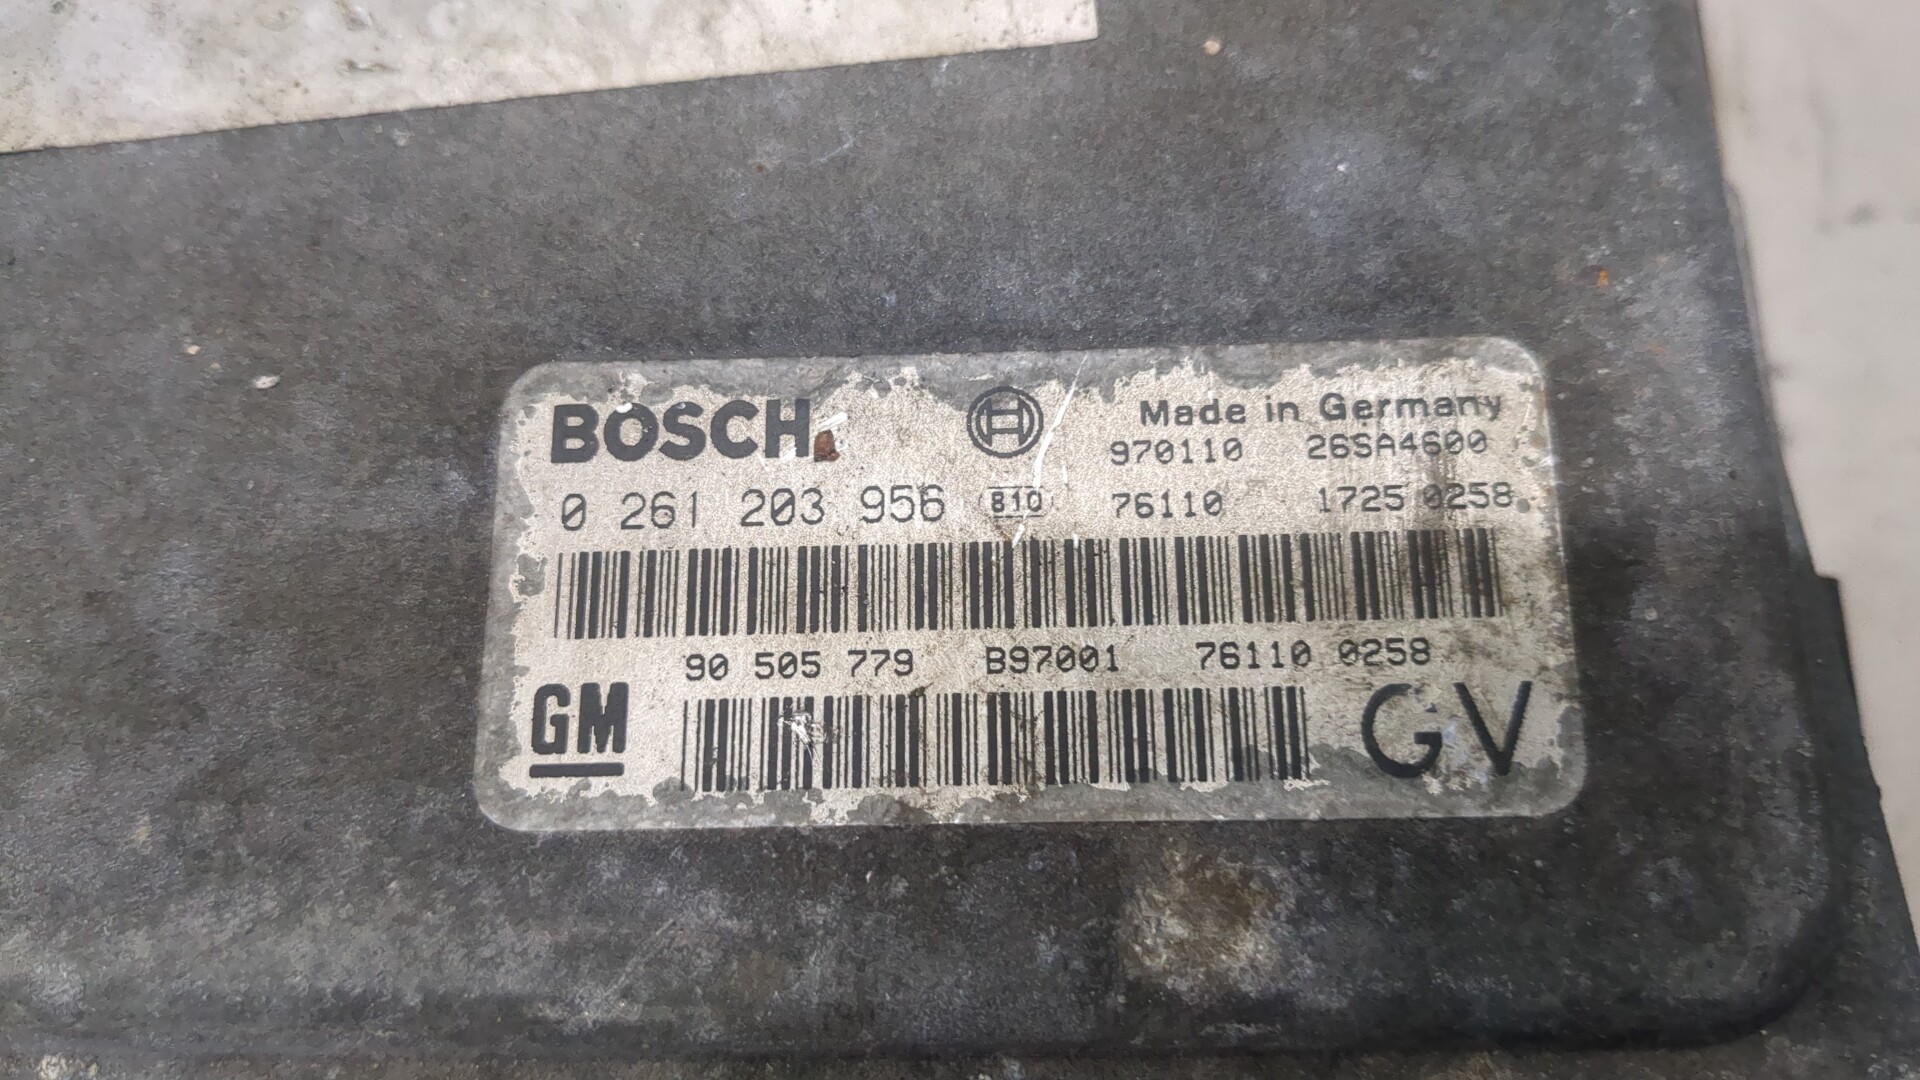 BOSCH Made in Germany
970110 26SA4600
0 261 203 956 B10 76110 1725 0258
90 505 779 B97001 76110 0258
GM GV